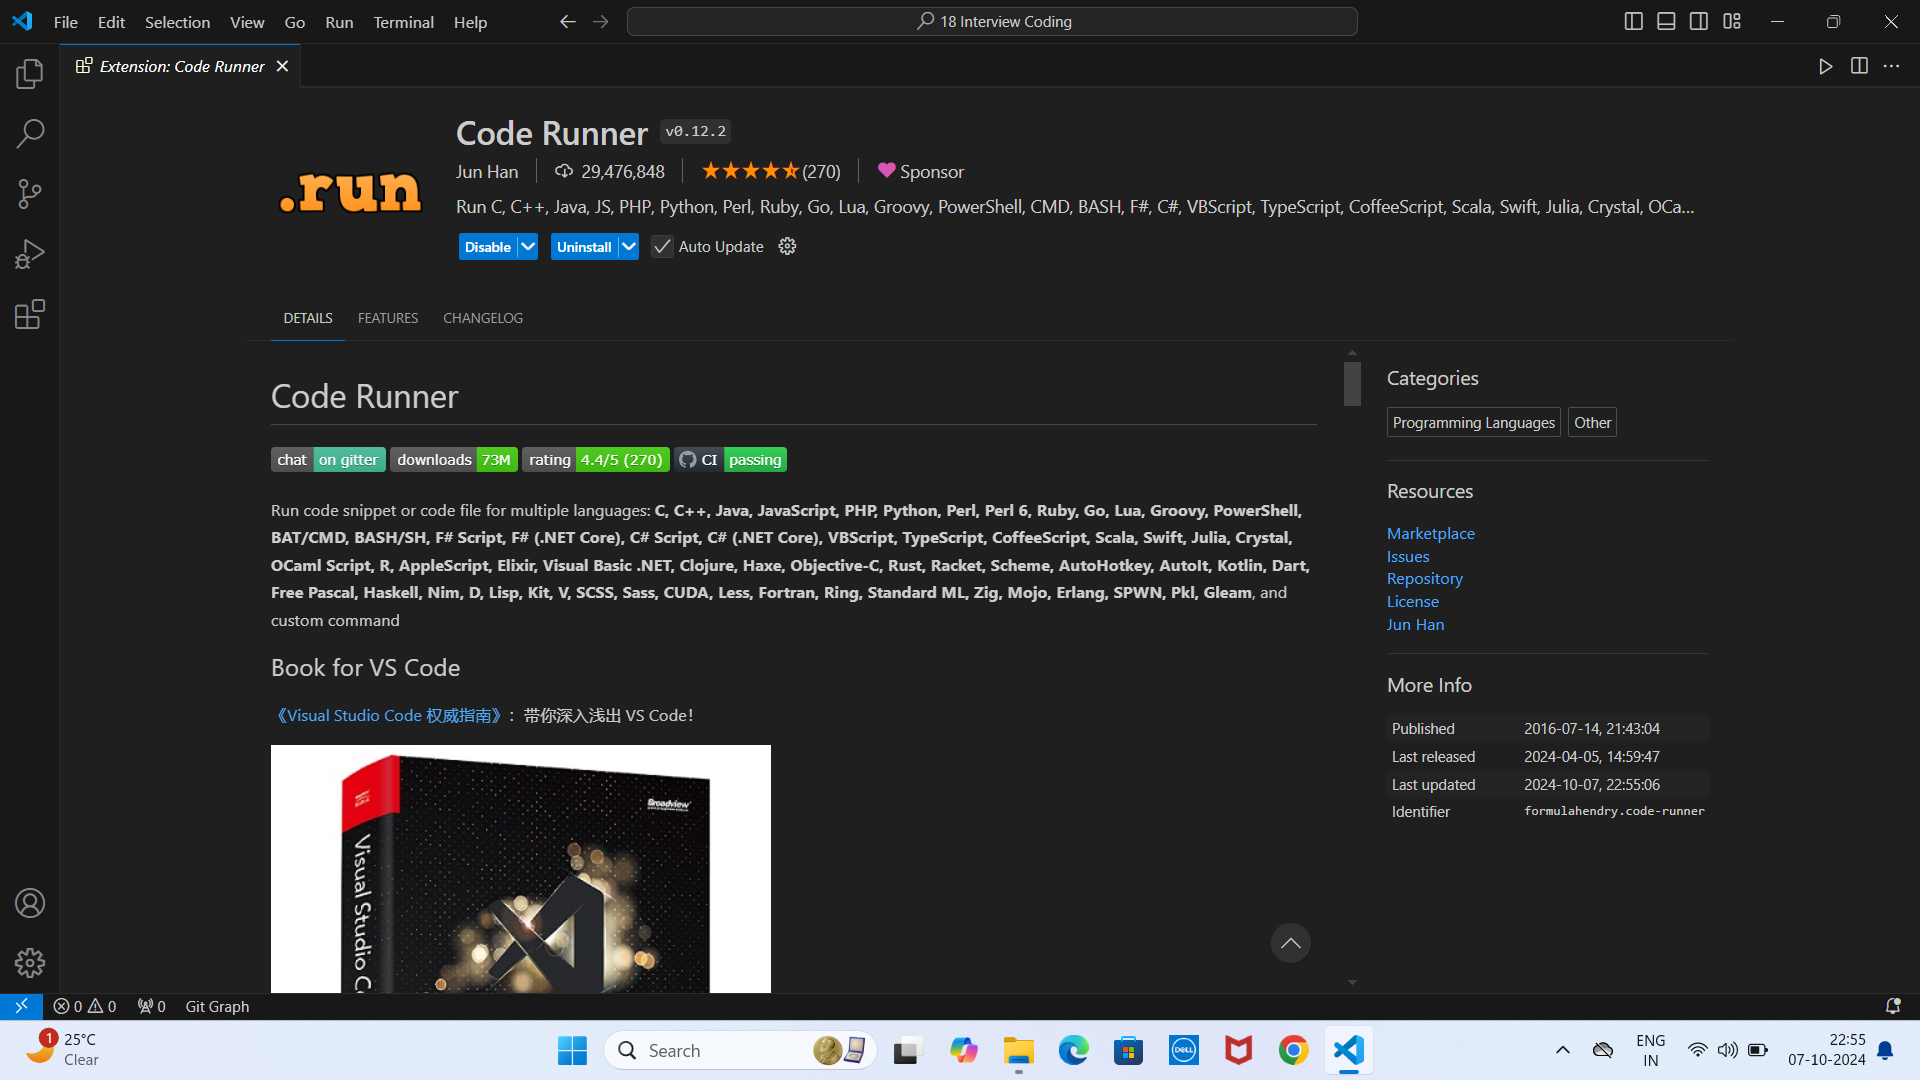 File Edit Selection View Go Run Terminal Help
18 Interview Coding
Extension: Code Runner
.run
Code Runner v0.12.2
Jun Han 29,476,848 (270) Sponsor
Run C, C++, Java, JS, PHP, Python, Perl, Ruby, Go, Lua, Groovy, PowerShell, CMD, BASH, F#, C#, VBScript, TypeScript, CoffeeScript, Scala, Swift, Julia, Crystal, OCa...
Disable Uninstall Auto Update
DETAILS FEATURES CHANGELOG
Code Runner
chat on gitter downloads 73M rating 4.4/5 (270) CI passing
Run code snippet or code file for multiple languages: C, C++, Java, JavaScript, PHP, Python, Perl, Perl 6, Ruby, Go, Lua, Groovy, PowerShell,
BAT/CMD, BASH/SH, F# Script, F# (.NET Core), C# Script, C# (.NET Core), VBScript, TypeScript, CoffeeScript, Scala, Swift, Julia, Crystal,
OCaml Script, R, AppleScript, Elixir, Visual Basic .NET, Clojure, Haxe, Objective-C, Rust, Racket, Scheme, AutoHotkey, AutoIt, Kotlin, Dart,
Free Pascal, Haskell, Nim, D, Lisp, Kit, V, SCSS, Sass, CUDA, Less, Fortran, Ring, Standard ML, Zig, Mojo, Erlang, SPWN, Pkl, Gleam, and
custom command
Book for VS Code
《Visual Studio Code 权威指南》：带你深入浅出 VS Code！
Broadview
Visual Studio C
Categories
Programming Languages Other
Resources
Marketplace
Issues
Repository
License
Jun Han
More Info
Published 2016-07-14, 21:43:04
Last released 2024-04-05, 14:59:47
Last updated 2024-10-07, 22:55:06
Identifier formulahendry.code-runner
0 0 0 Git Graph
1 25°C
Clear
Search
DELL
ENG
IN
22:55
07-10-2024